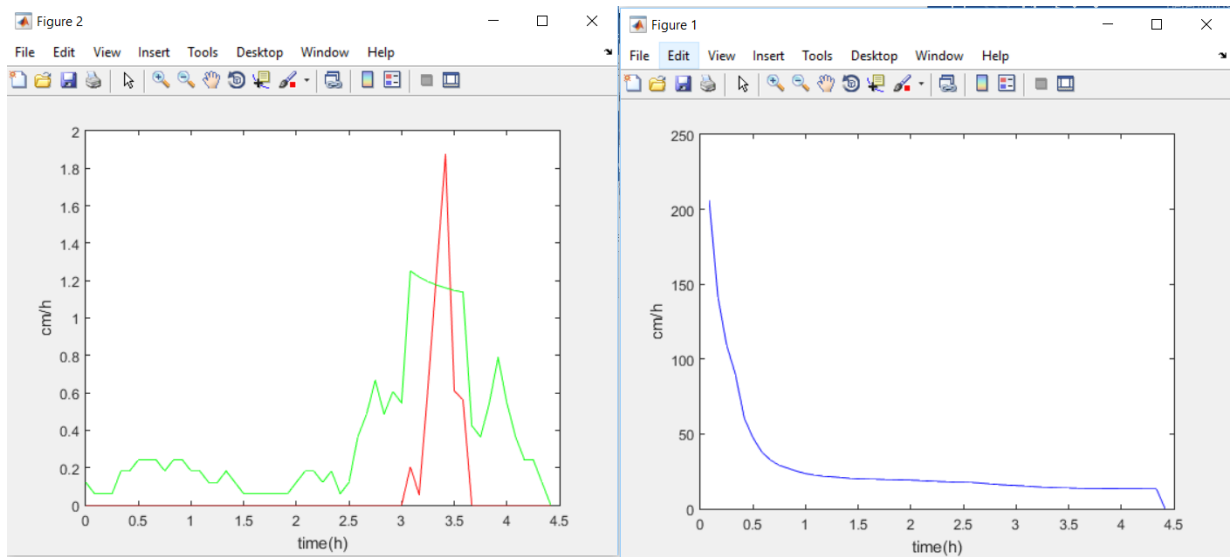 Figure 2
File Edit View Insert Tools Desktop Window Help
2
1.8
1.6
1.4
1.2
1
0.8
0.6
0.4
0.2
0
cm/h
0 0.5 1 1.5 2 2.5 3 3.5 4 4.5
time(h)
Figure 1
File Edit View Insert Tools Desktop Window Help
250
200
150
100
50
0
cm/h
0 0.5 1 1.5 2 2.5 3 3.5 4 4.5
time(h)